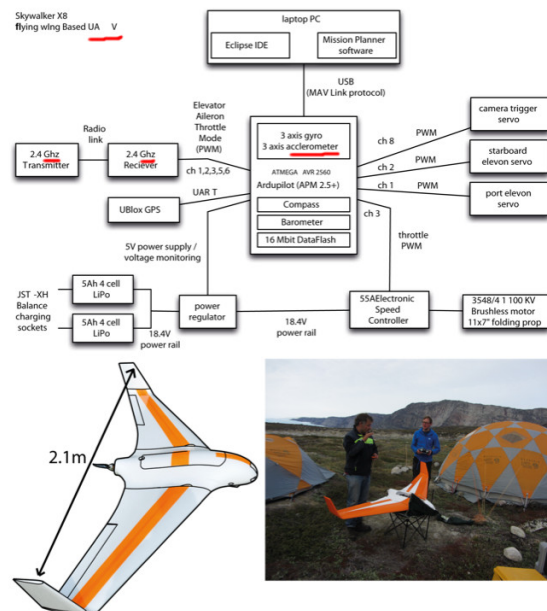 Skywalker X8
flying wing Based UA V
laptop PC
Eclipse IDE
Mission Planner
software
USB
(MAV Link protocol)
Elevator
Aileron
Throttle
Mode
(PWM)
Radio
link
2.4 Ghz
Transmitter
2.4 Ghz
Reciever
ch 1,2,3,5,6
UAR T
UBlox GPS
3 axis gyro
3 axis acclerometer
ATMEGA AVR 2560
Ardupilot (APM 2.5+)
Compass
Barometer
16 Mbit DataFlash
ch 8
PWM
camera trigger
servo
ch 2
PWM
starboard
elevon servo
ch 1
PWM
port elevon
servo
ch 3
throttle
PWM
5V power supply /
voltage monitoring
JST -XH
Balance
charging
sockets
5Ah 4 cell
LiPo
5Ah 4 cell
LiPo
18.4V
power rail
power
regulator
18.4V
power rail
55AElectronic
Speed
Controller
3548/4 1 100 KV
Brushless motor
11x7" folding prop
2.1m